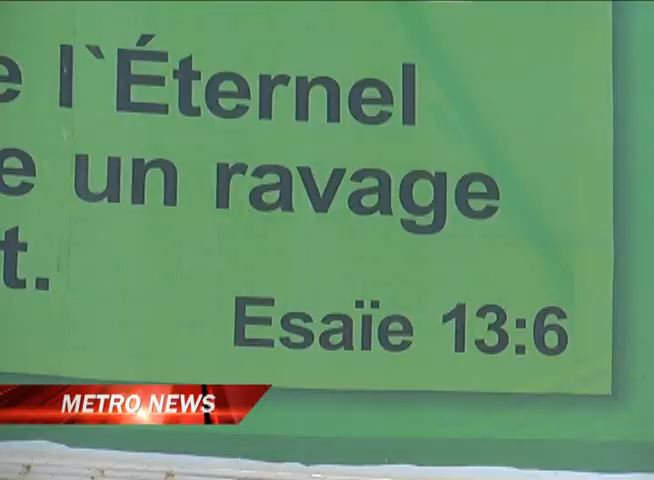 e l`Éternel
e un ravage
t.
Esaïe 13:6
METRO NEWS